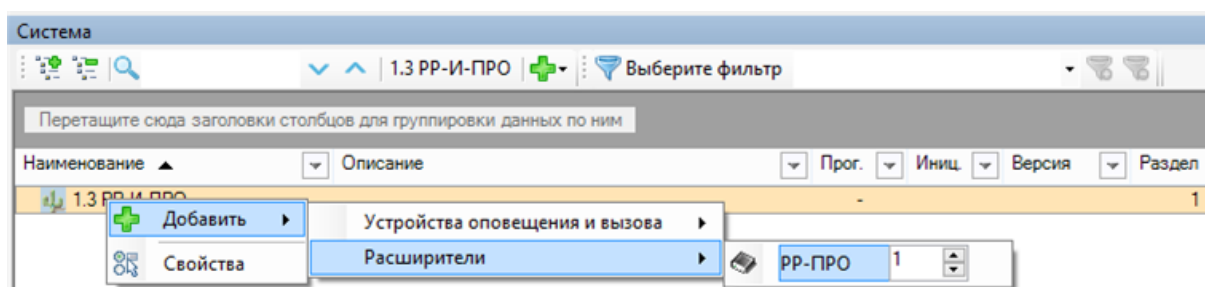 Система
1.3 РР-И-ПРО Выберите фильтр
Перетащите сюда заголовки столбцов для группировки данных по ним
Наименование Описание Прог. Иниц. Версия Раздел
1.3 РР-И-ПРО - 1
Добавить Устройства оповещения и вызова
Свойства Расширители РР-ПРО 1